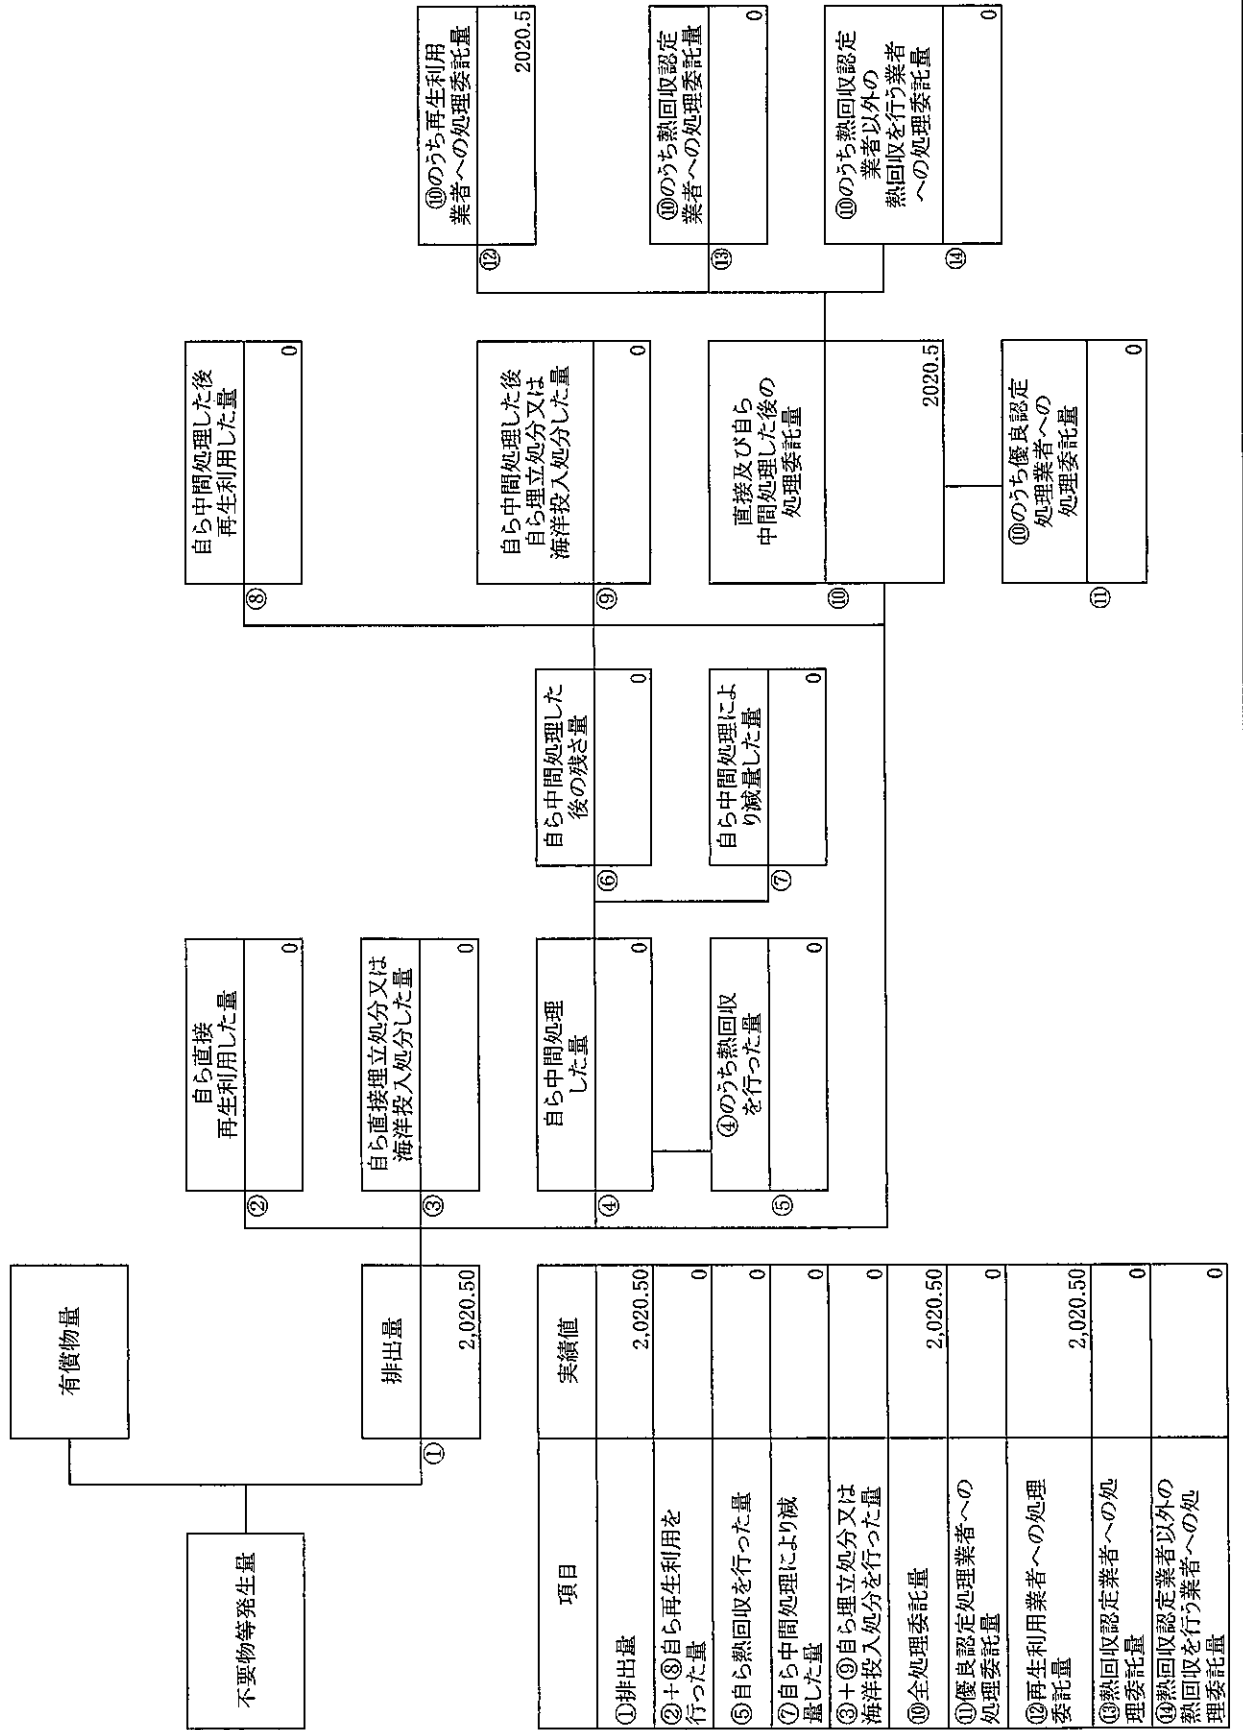 不要物等発生量
有償物量
①
排出量
2,020.50
②
自ら直接
再生利用した量
0
③
自ら直接埋立処分又は
海洋投入処分した量
0
④
自ら中間処理
した量
0
⑤
④のうち熱回収
を行った量
0
⑥
自ら中間処理した
後の残さ量
0
⑦
自ら中間処理によ
り減量した量
0
⑧
自ら中間処理した後
再生利用した量
0
⑨
自ら中間処理した後
自ら埋立処分又は
海洋投入処分した量
0
⑩
直接及び自ら
中間処理した後の
処理委託量
2020.5
⑪
⑩のうち優良認定
処理業者への
処理委託量
0
⑫
⑩のうち再生利用
業者への処理委託量
2020.5
⑬
⑩のうち熱回収認定
業者への処理委託量
0
⑭
⑩のうち熱回収認定
業者以外の
熱回収を行う業者
への処理委託量
0
項目 実績値
①排出量 2,020.50
②+⑧自ら再生利用を
行った量 0
⑤自ら熱回収を行った量 0
⑦自ら中間処理により減
量した量 0
③+⑨自ら埋立処分又は
海洋投入処分を行った量 0
⑩全処理委託量 2,020.50
⑪優良認定処理業者への
処理委託量 0
⑫再生利用業者への処理
委託量 2,020.50
⑬熱回収認定業者への処
理委託量 0
⑭熱回収認定業者以外の
熱回収を行う業者への処
理委託量 0